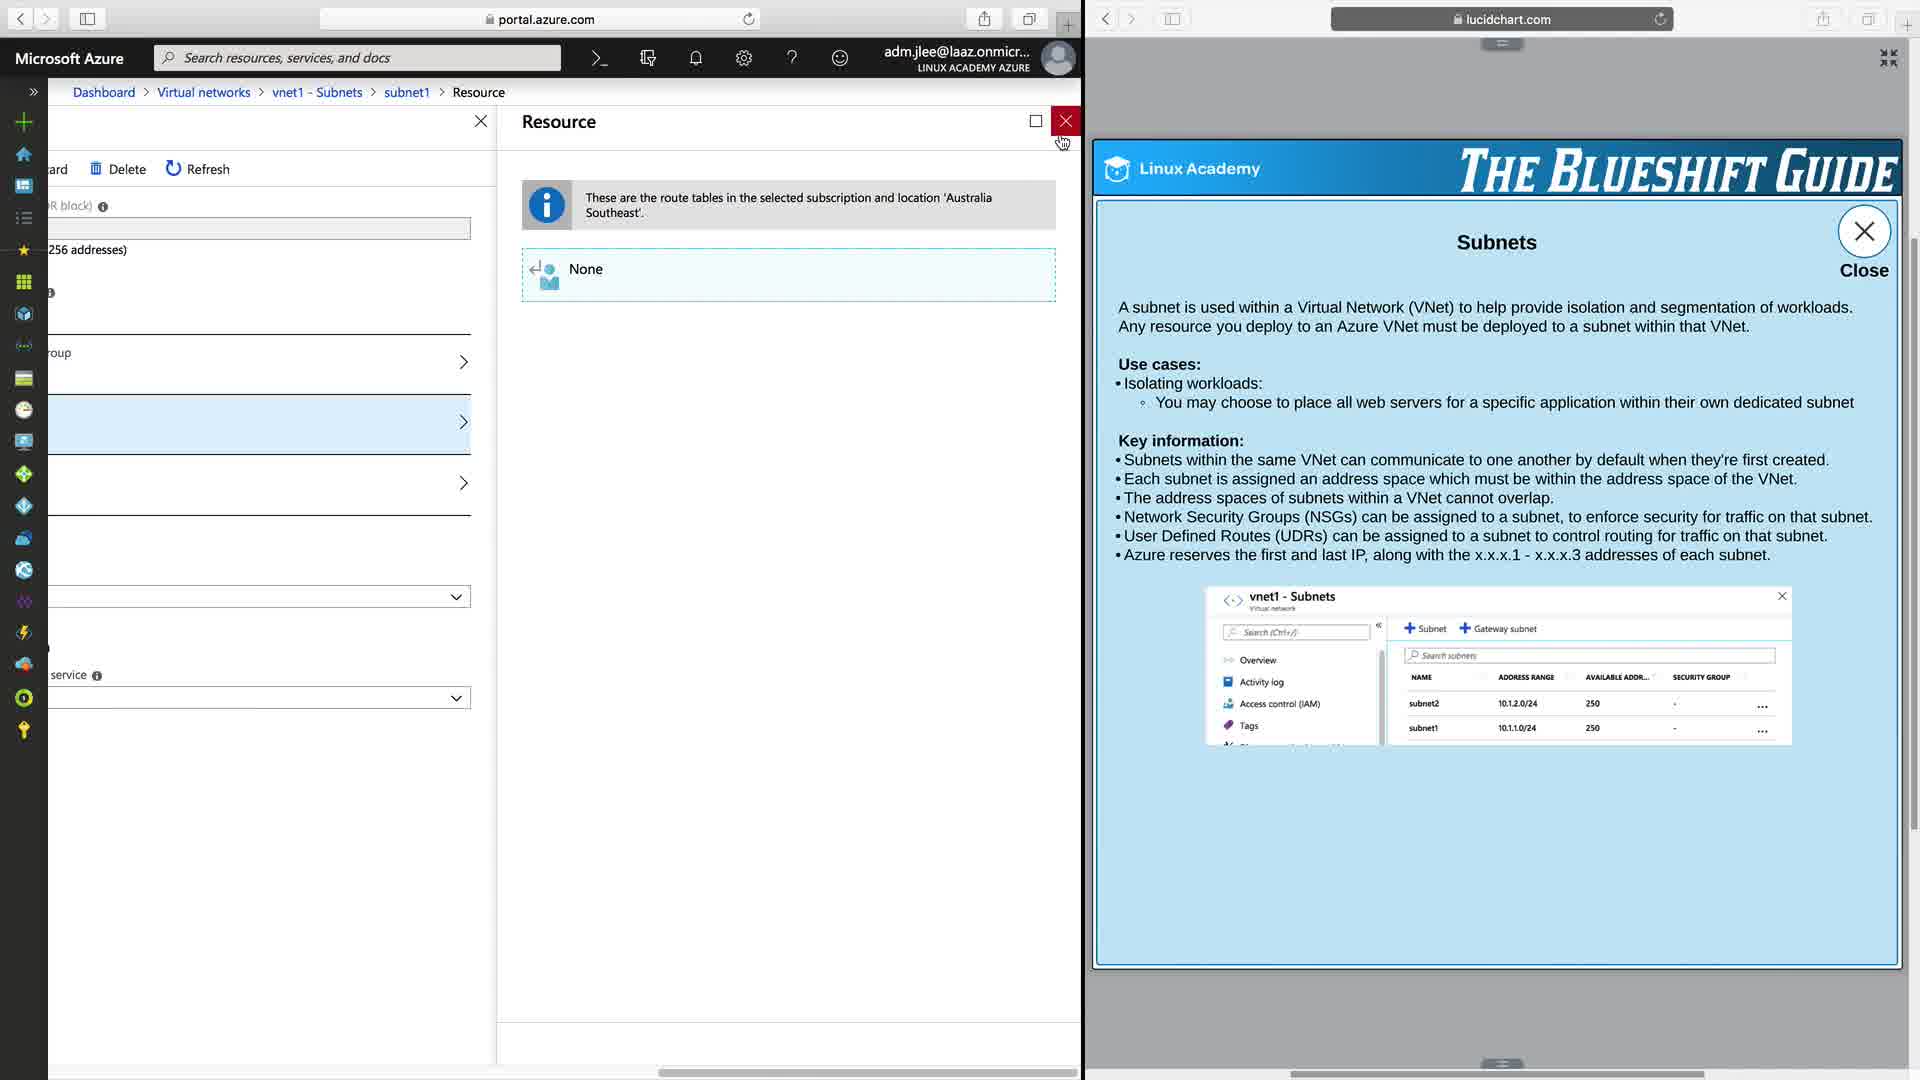 portal.azure.com
Microsoft Azure
Search resources, services, and docs
adm.jlee@laaz.onmicr...
LINUX ACADEMY AZURE
Dashboard > Virtual networks > vnet1 - Subnets > subnet1 > Resource
ard
Delete
Refresh
R block)
256 addresses)
roup
service
Resource
These are the route tables in the selected subscription and location 'Australia
Southeast'.
None
lucidchart.com
Linux Academy
THE BLUESHIFT GUIDE
Subnets
Close
A subnet is used within a Virtual Network (VNet) to help provide isolation and segmentation of workloads.
Any resource you deploy to an Azure VNet must be deployed to a subnet within that VNet.
Use cases:
• Isolating workloads:
◦ You may choose to place all web servers for a specific application within their own dedicated subnet
Key information:
• Subnets within the same VNet can communicate to one another by default when they're first created.
• Each subnet is assigned an address space which must be within the address space of the VNet.
• The address spaces of subnets within a VNet cannot overlap.
• Network Security Groups (NSGs) can be assigned to a subnet, to enforce security for traffic on that subnet.
• User Defined Routes (UDRs) can be assigned to a subnet to control routing for traffic on that subnet.
• Azure reserves the first and last IP, along with the x.x.x.1 - x.x.x.3 addresses of each subnet.
vnet1 - Subnets
Virtual network
Search (Ctrl+/)
Overview
Activity log
Access control (IAM)
Tags
+ Subnet + Gateway subnet
Search subnets
NAME ADDRESS RANGE AVAILABLE ADDR... SECURITY GROUP
subnet2 10.1.2.0/24 250 - ...
subnet1 10.1.1.0/24 250 - ...